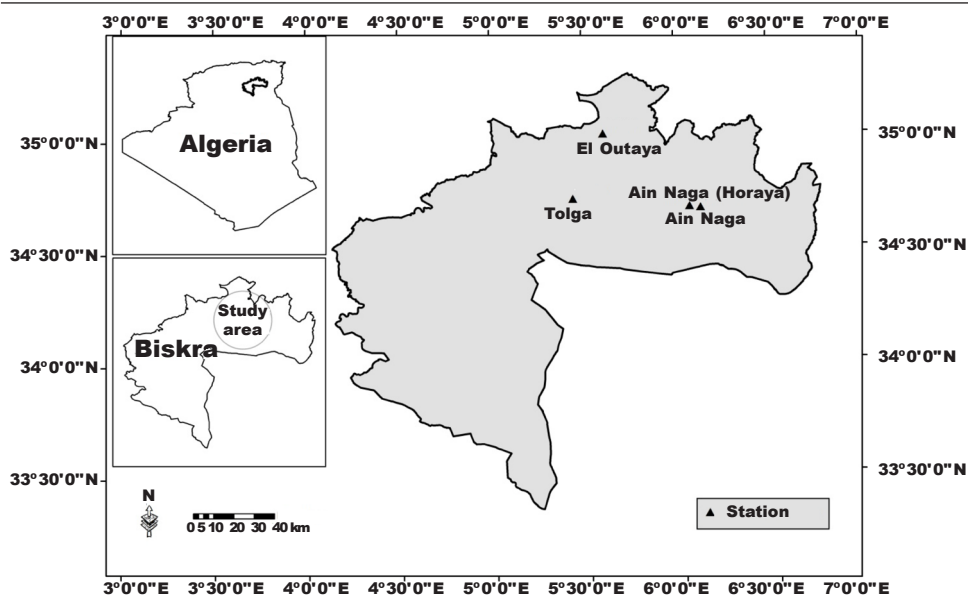 3°0'0"E 3°30'0"E 4°0'0"E 4°30'0"E 5°0'0"E 5°30'0"E 6°0'0"E 6°30'0"E 7°0'0"E
Algeria
35°0'0"N
35°0'0"N
El Outaya
Ain Naga (Horaya)
Tolga
Ain Naga
34°30'0"N
34°30'0"N
Study
area
Biskra
34°0'0"N
34°0'0"N
33°30'0"N
33°30'0"N
N
0 5 10 20 30 40 km
Station
3°0'0"E 3°30'0"E 4°0'0"E 4°30'0"E 5°0'0"E 5°30'0"E 6°0'0"E 6°30'0"E 7°0'0"E